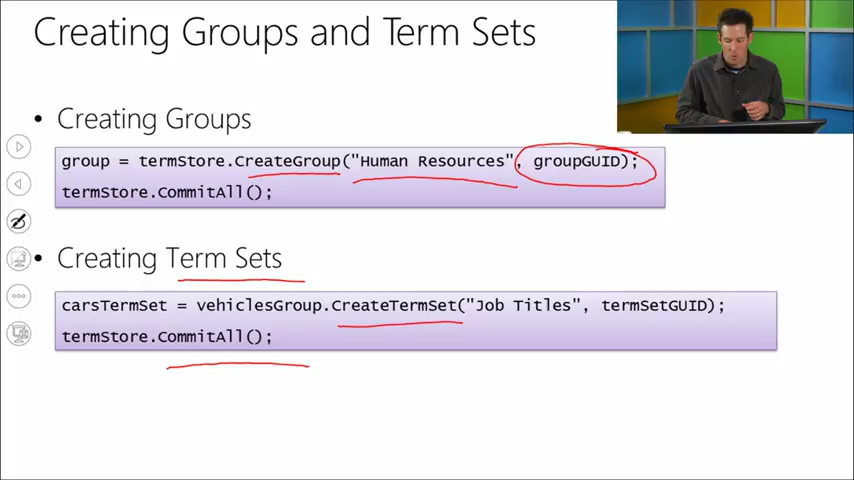 Creating Groups and Term Sets
• Creating Groups
group = termStore.CreateGroup("Human Resources", groupGUID);
termStore.CommitAll();
• Creating Term Sets
carsTermSet = vehiclesGroup.CreateTermSet("Job Titles", termSetGUID);
termStore.CommitAll();